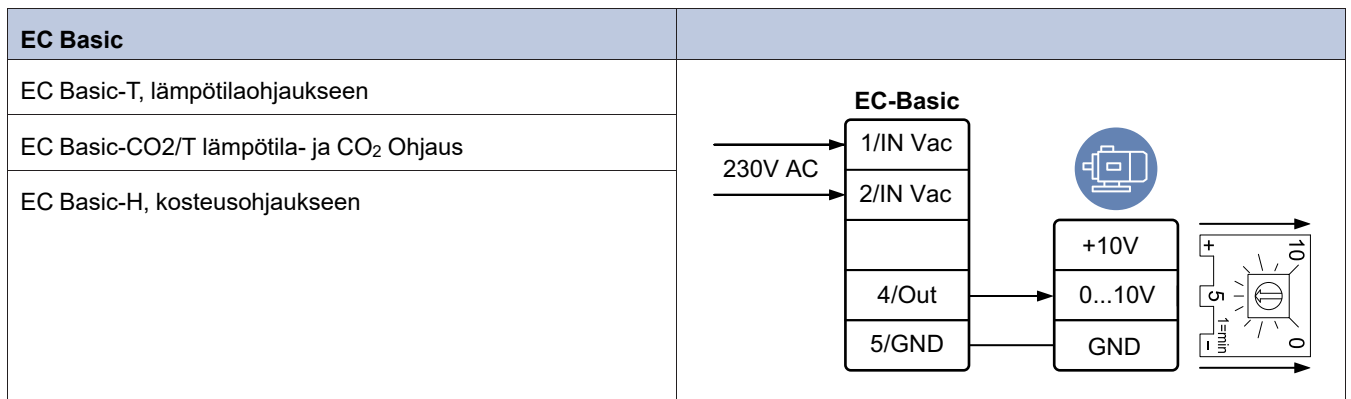 EC Basic
EC Basic-T, lämpötilaohjaukseen
EC Basic-CO2/T lämpötila- ja CO₂ Ohjaus
EC Basic-H, kosteusohjaukseen
EC-Basic
230V AC
1/IN Vac
2/IN Vac
4/Out
5/GND
+10V
0...10V
GND
+
5
-
1=min
10
0